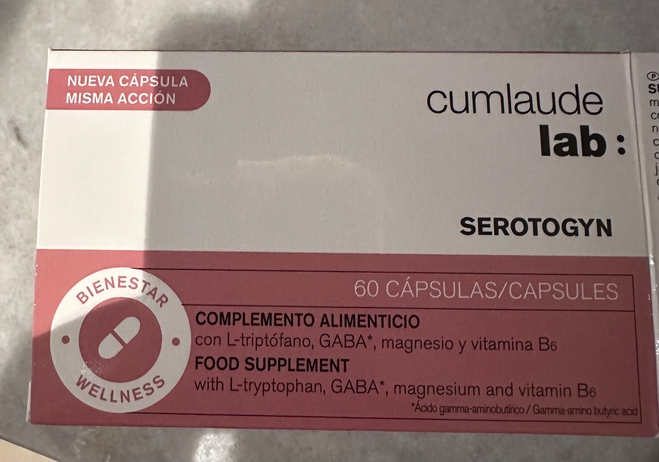 NUEVA CÁPSULA
MISMA ACCIÓN
cumlaude
lab:
SEROTOGYN
60 CÁPSULAS/CAPSULES
BIENESTAR
WELLNESS
COMPLEMENTO ALIMENTICIO
con L-triptófano, GABA*, magnesio y vitamina B6
FOOD SUPPLEMENT
with L-tryptophan, GABA*, magnesium and vitamin B6
*Ácido gamma-aminobutírico / Gamma-amino butyric acid